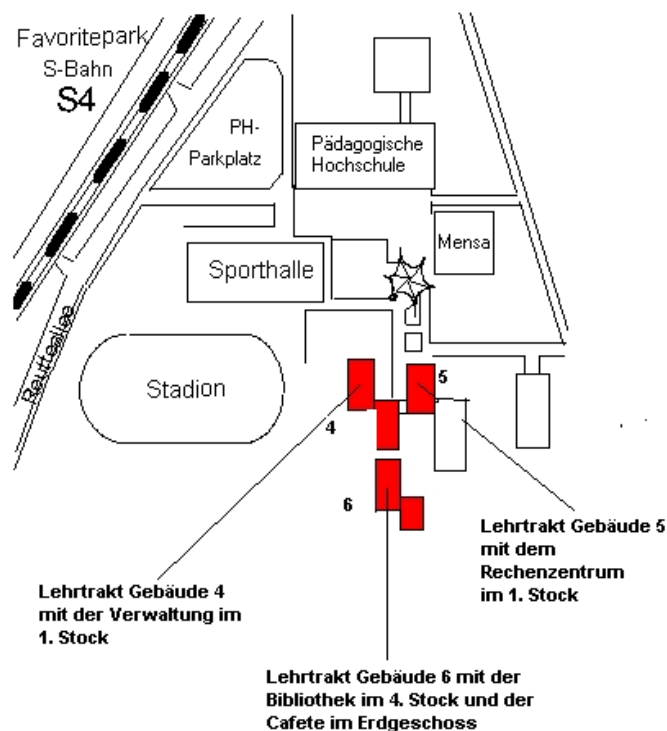 Favoritepark
S-Bahn
S4
PH-
Parkplatz
Pädagogische
Hochschule
Mensa
Sporthalle
Reutteallee
Stadion
5
4
6
Lehrtrakt Gebäude 5
mit dem
Rechenzentrum
im 1. Stock
Lehrtrakt Gebäude 4
mit der Verwaltung im
1. Stock
Lehrtrakt Gebäude 6 mit der
Bibliothek im 4. Stock und der
Cafete im Erdgeschoss